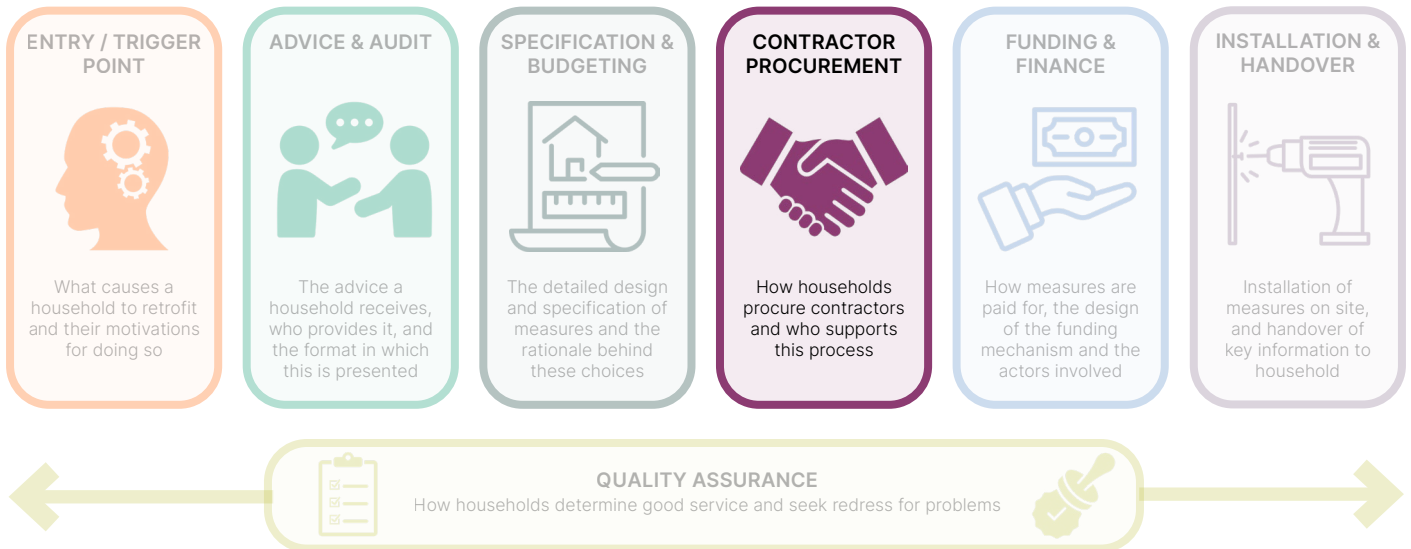 ENTRY / TRIGGER
POINT
What causes a
household to retrofit
and their motivations
for doing so
ADVICE & AUDIT
The advice a
household receives,
who provides it, and
the format in which
this is presented
SPECIFICATION &
BUDGETING
The detailed design
and specification of
measures and the
rationale behind
these choices
CONTRACTOR
PROCUREMENT
How households
procure contractors
and who supports
this process
FUNDING &
FINANCE
How measures are
paid for, the design
of the funding
mechanism and the
actors involved
INSTALLATION &
HANDOVER
Installation of
measures on site,
and handover of
key information to
household
QUALITY ASSURANCE
How households determine good service and seek redress for problems